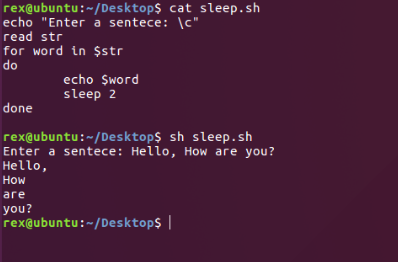 rex@ubuntu:~/Desktop$ cat sleep.sh
echo "Enter a sentece: \c"
read str
for word in $str
do
        echo $word
        sleep 2
done
rex@ubuntu:~/Desktop$ sh sleep.sh
Enter a sentece: Hello, How are you?
Hello,
How
are
you?
rex@ubuntu:~/Desktop$